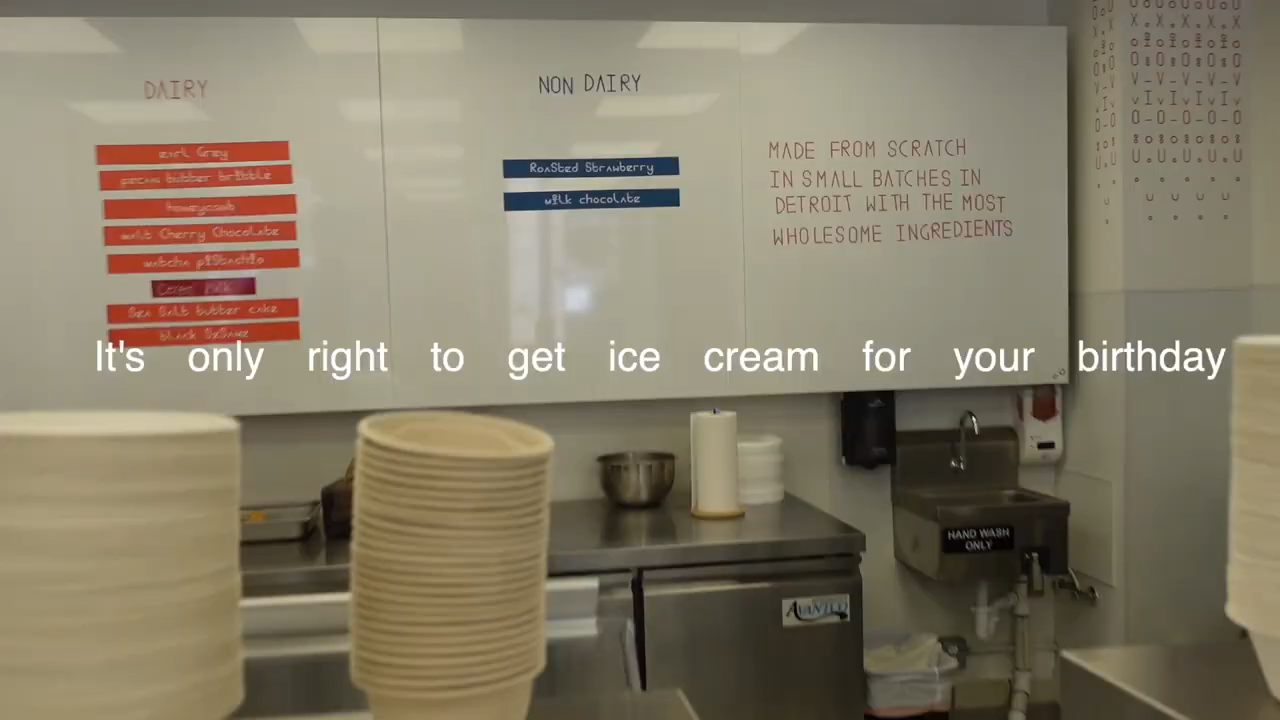 DAIRY
Earl Grey
pecan butter brittle
honeycomb
malt Cherry Chocolate
matcha pistachio
Sea Salt butter cake
black Sesame
NON DAIRY
Roasted Strawberry
milk chocolate
MADE FROM SCRATCH
IN SMALL BATCHES IN
DETROIT WITH THE MOST
WHOLESOME INGREDIENTS
It's only right to get ice cream for your birthday
HAND WASH
ONLY
AVANTCO